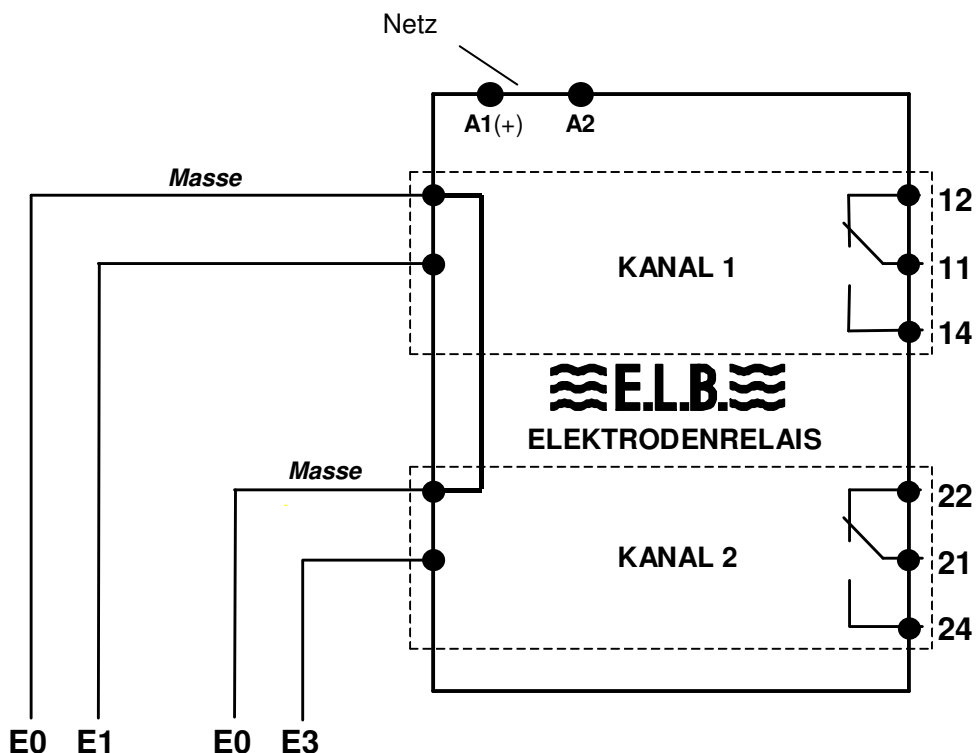 Netz
A1(+) A2
Masse
12
KANAL 1
11
14
E.L.B.
ELEKTRODENRELAIS
Masse
22
KANAL 2
21
24
E0 E1 E0 E3